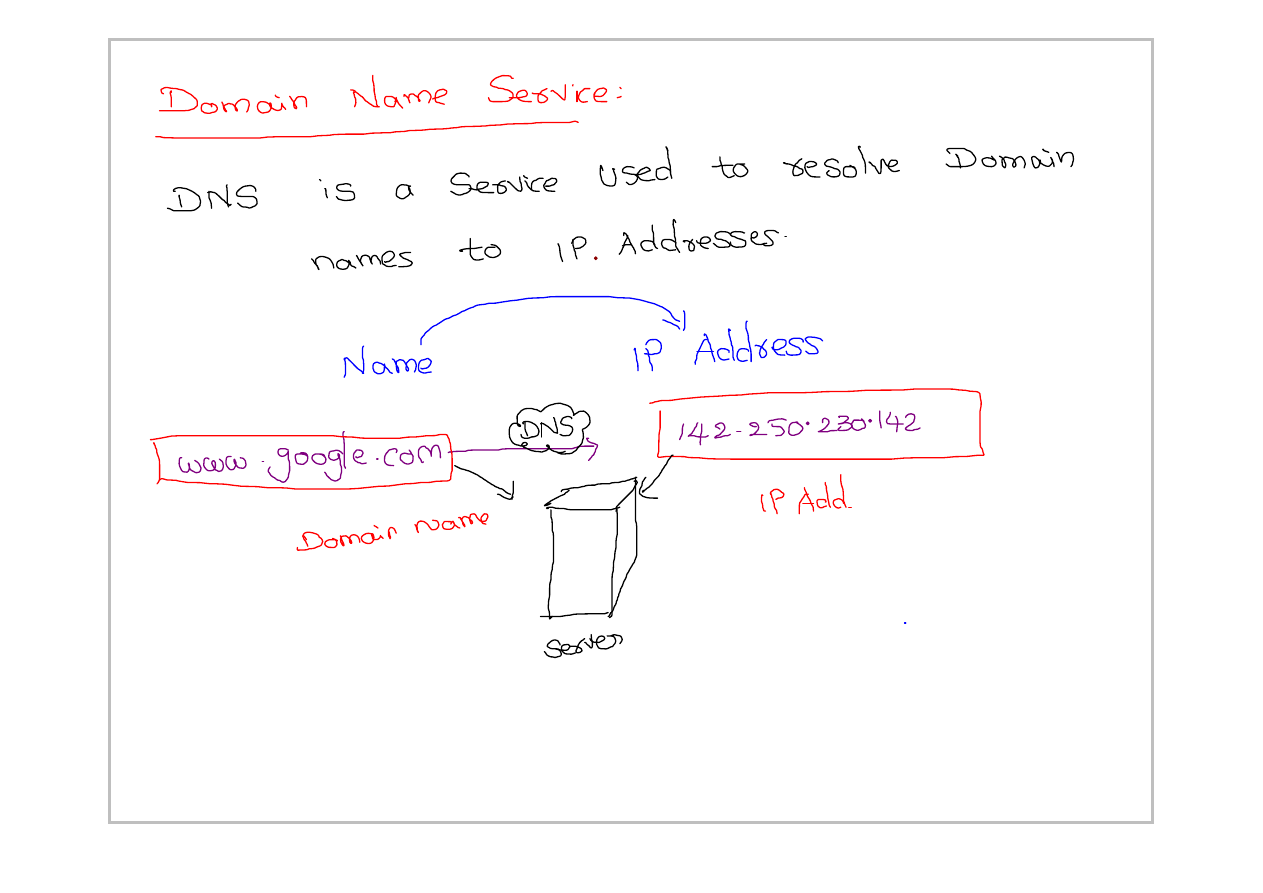 Domain Name Service:
DNS is a Service used to resolve Domain
names to IP. Addresses.
Name IP Address
www.google.com DNS 142-250.230.142
Domain Name IP Add.
Server